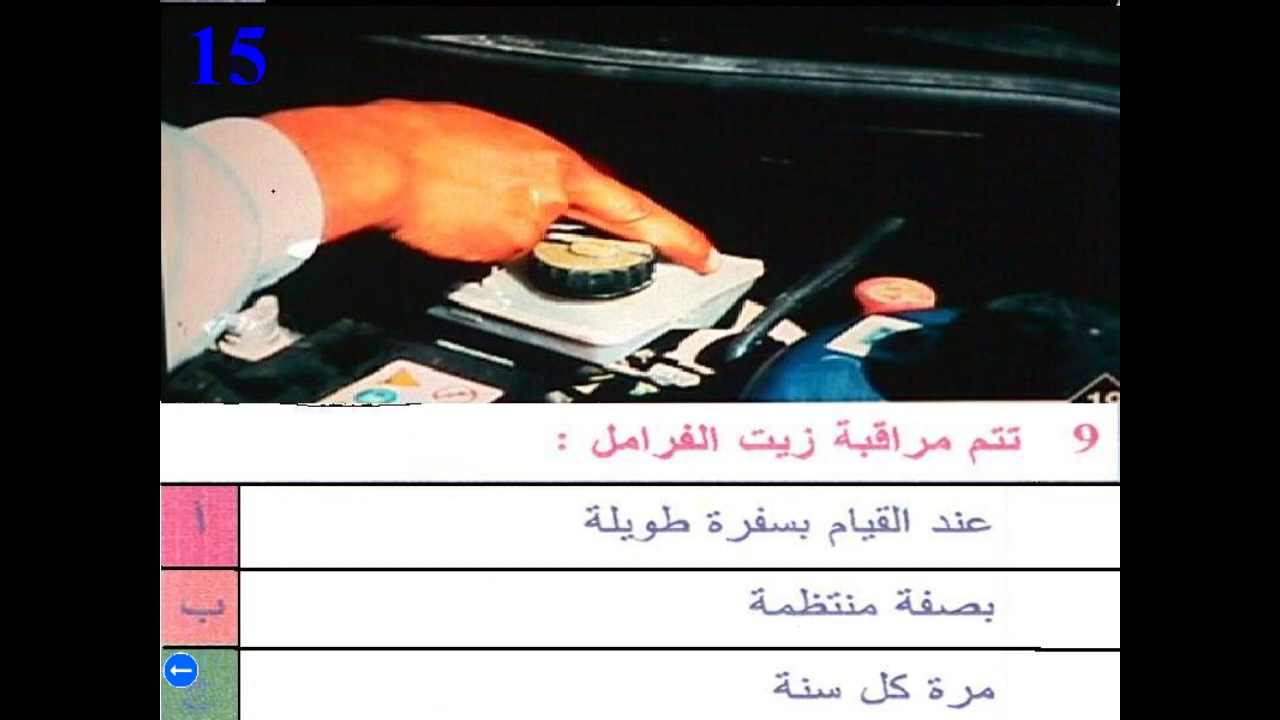 15
9 تتم مراقبة زيت الفرامل :
أ عند القيام بسفرة طويلة
ب بصفة منتظمة
مرة كل سنة